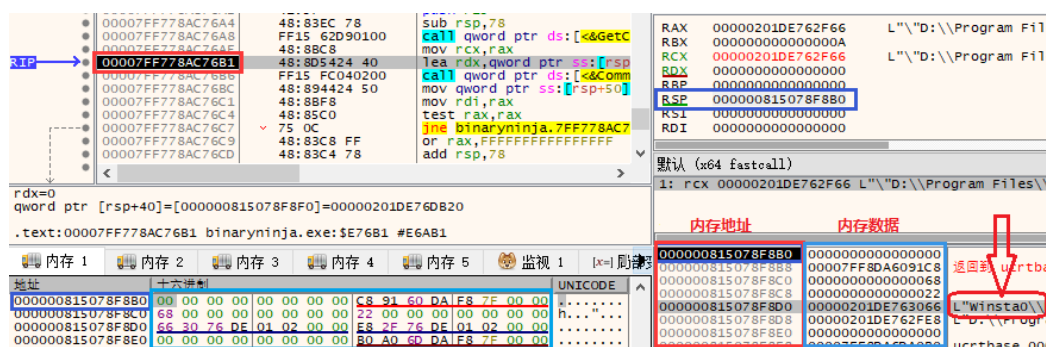 00007FF778AC76A4 48:83EC 78 sub rsp,78
00007FF778AC76A8 FF15 62D90100 call qword ptr ds:[<&GetC
00007FF778AC76AE 48:8BC8 mov rcx,rax
RIP 00007FF778AC76B1 48:8D5424 40 lea rdx,qword ptr ss:[rsp
00007FF778AC76B6 FF15 FC040200 call qword ptr ds:[<&Comm
00007FF778AC76BC 48:894424 50 mov qword ptr ss:[rsp+50]
00007FF778AC76C1 48:8BF8 mov rdi,rax
00007FF778AC76C4 48:85C0 test rax,rax
00007FF778AC76C7 75 0C jne binaryninja.7FF778AC7
00007FF778AC76C9 48:83C8 FF or rax,FFFFFFFFFFFFFFFF
00007FF778AC76CD 48:83C4 78 add rsp,78
rdx=0
qword ptr [rsp+40]=[000000815078F8F0]=00000201DE76DB20
.text:00007FF778AC76B1 binaryninja.exe:$E76B1 #E6AB1
内存 1 内存 2 内存 3 内存 4 内存 5 监视 1 [x=]
地址 十六进制 UNICODE
000000815078F8B0 00 00 00 00 00 00 00 00 C8 91 60 DA F8 7F 00 00
000000815078F8C0 68 00 00 00 00 00 00 00 22 00 00 00 00 00 00 00 h..."...
000000815078F8D0 66 30 76 DE 01 02 00 00 E8 2F 76 DE 01 02 00 00
000000815078F8E0 00 00 00 00 00 00 00 00 B0 A0 6D DA F8 7F 00 00
RAX 00000201DE762F66 L"\"D:\\Program Fil
RBX 000000000000000A
RCX 00000201DE762F66 L"\"D:\\Program Fil
RDX 0000000000000000
RBP 0000000000000000
RSP 000000815078F8B0
RSI 0000000000000000
RDI 0000000000000000
默认 (x64 fastcall)
1: rcx 00000201DE762F66 L"\"D:\\Program Files\\
内存地址 内存数据
000000815078F8B0 0000000000000000
000000815078F8B8 00007FF8DA6091C8 返回到 ucrtba
000000815078F8C0 0000000000000068
000000815078F8C8 0000000000000022
000000815078F8D0 00000201DE763066 L"Winsta0\\
000000815078F8D8 00000201DE762FE8 L"D:\\Progr
000000815078F8E0 0000000000000000